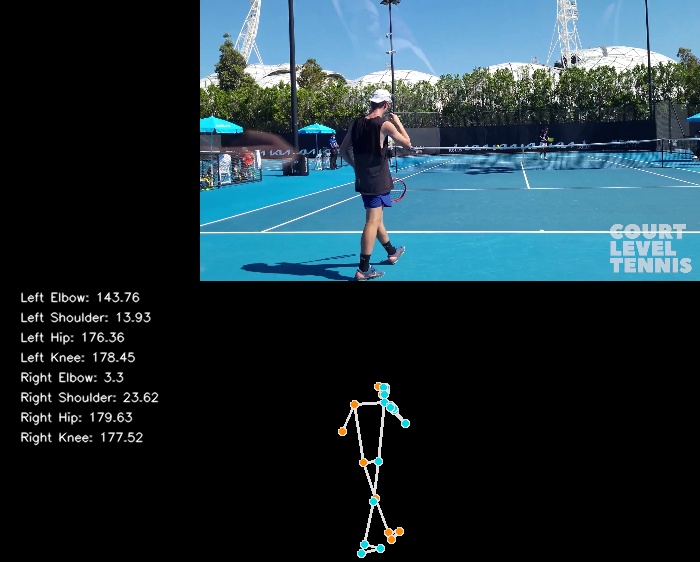 COURT
LEVEL
TENNIS
Left Elbow: 143.76
Left Shoulder: 13.93
Left Hip: 176.36
Left Knee: 178.45
Right Elbow: 3.3
Right Shoulder: 23.62
Right Hip: 179.63
Right Knee: 177.52